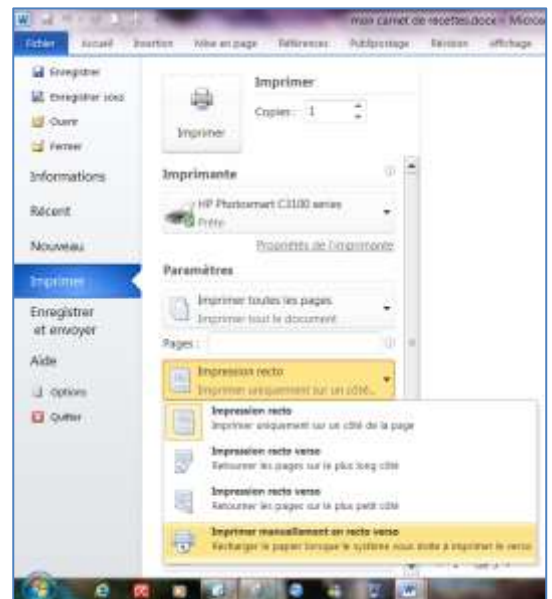 mon carnet de recettes.docx - Micros
Fichier Accueil Insertion Mise en page Références Publipostage Révision Affichage
Enregistrer
Enregistrer sous
Ouvrir
Fermer
Informations
Récent
Nouveau
Imprimer
Enregistrer
et envoyer
Aide
Options
Quitter
Imprimer
Imprimer
Copies : 1
Imprimante
HP Photosmart C3100 series
Prête
Propriétés de l'imprimante
Paramètres
Imprimer toutes les pages
Imprimer tout le document
Pages :
Impression recto
Imprimer uniquement sur un côté...
Impression recto
Imprimer uniquement sur un côté de la page
Impression recto verso
Retourner les pages sur le plus long côté
Impression recto verso
Retourner les pages sur le plus petit côté
Imprimer manuellement en recto verso
Recharger le papier lorsque le système vous invite à imprimer le verso